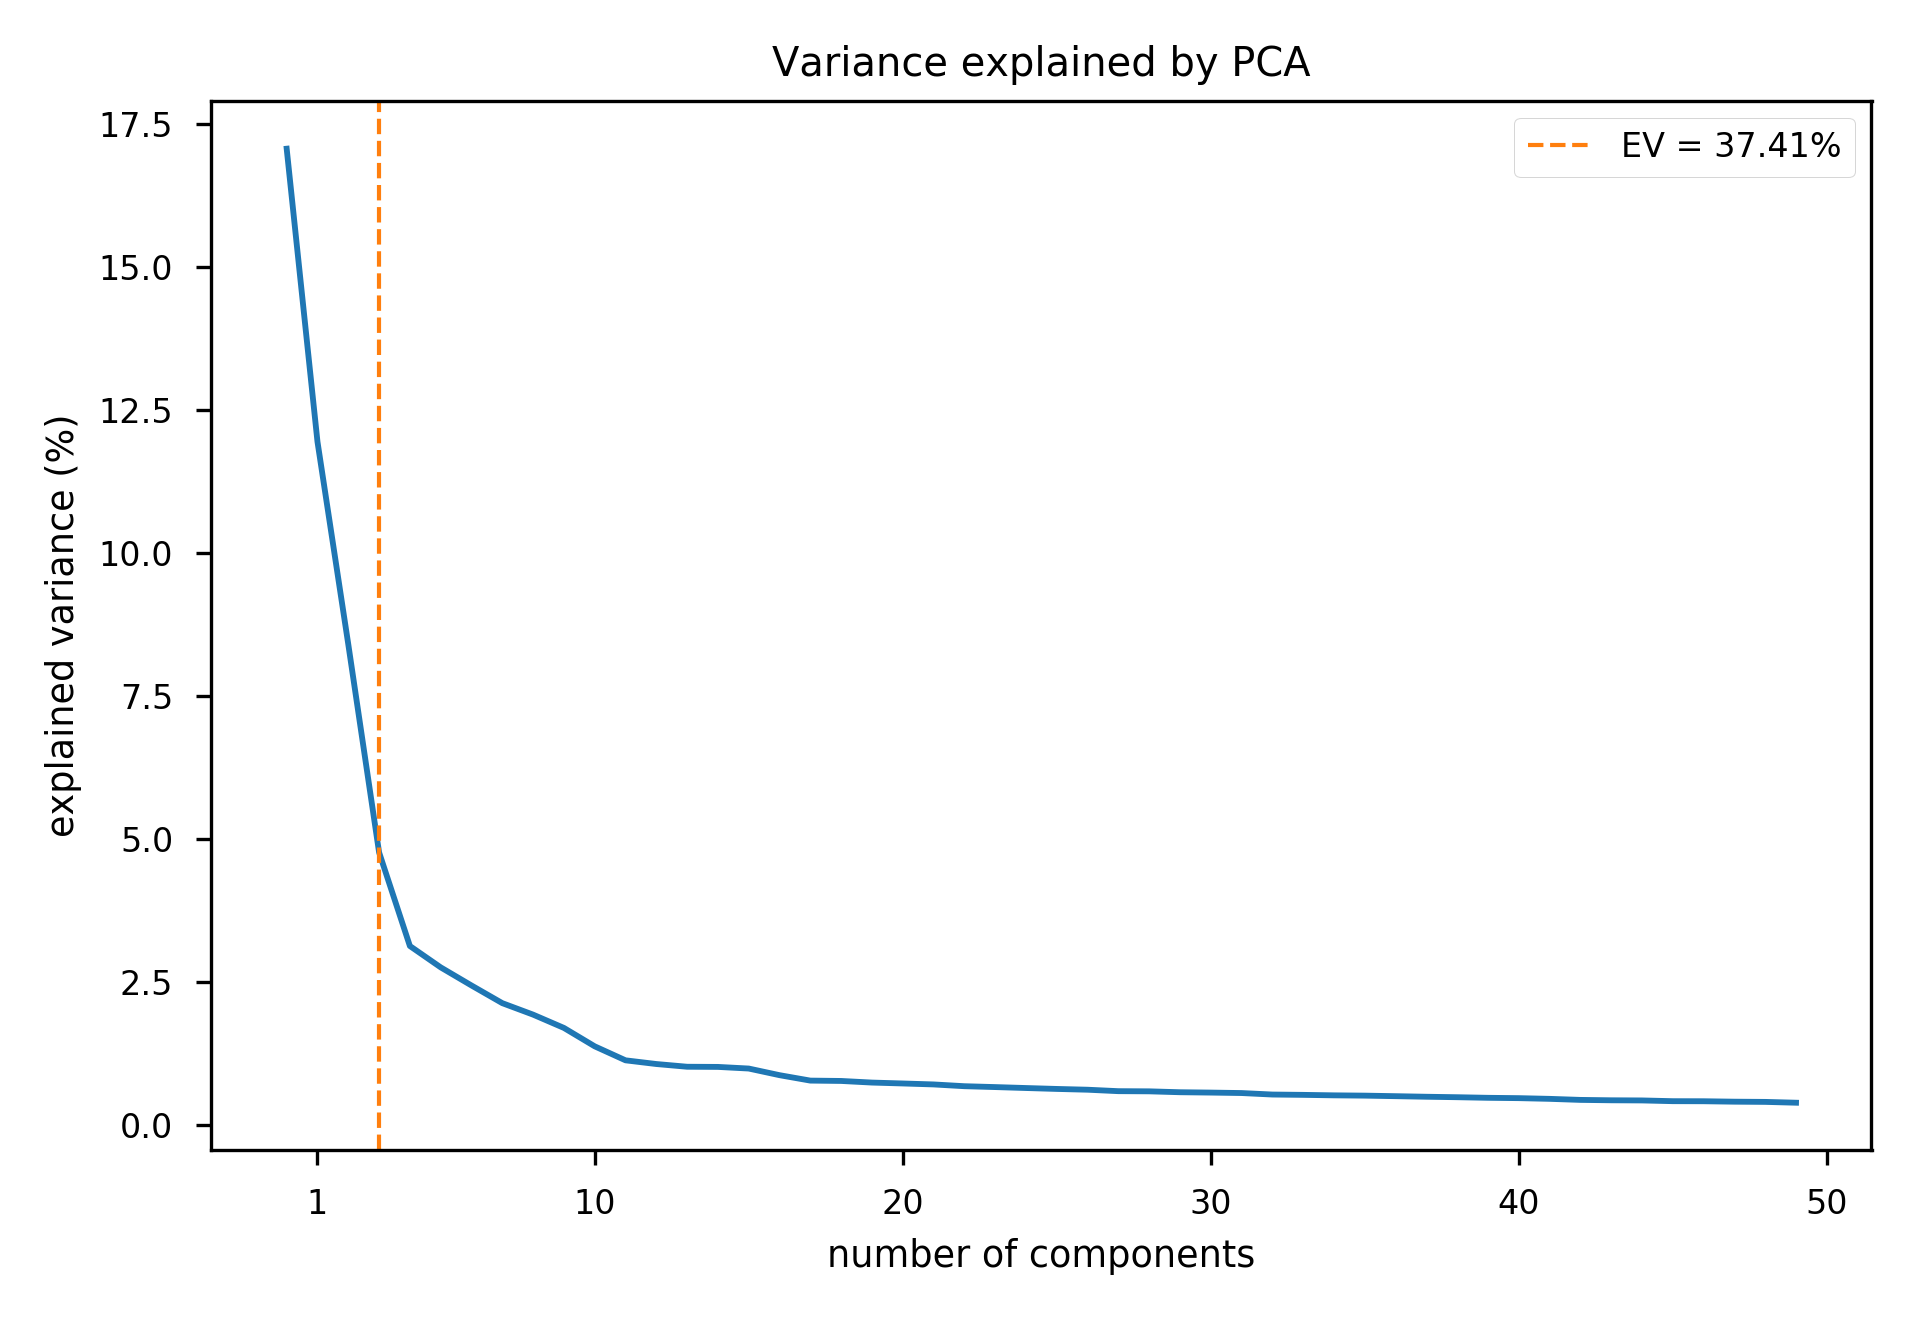 Variance explained by PCA
EV = 37.41%
17.5
15.0
12.5
10.0
7.5
5.0
2.5
0.0
explained variance (%)
1 10 20 30 40 50
number of components